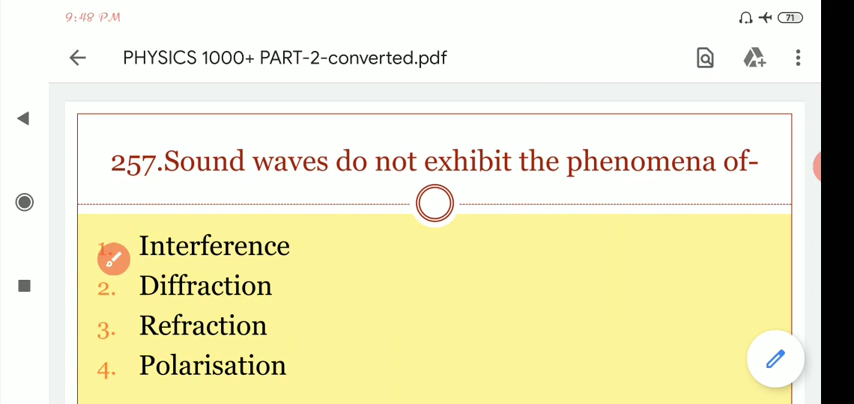 9:48 PM
71
PHYSICS 1000+ PART-2-converted.pdf
257.Sound waves do not exhibit the phenomena of-
1. Interference
2. Diffraction
3. Refraction
4. Polarisation